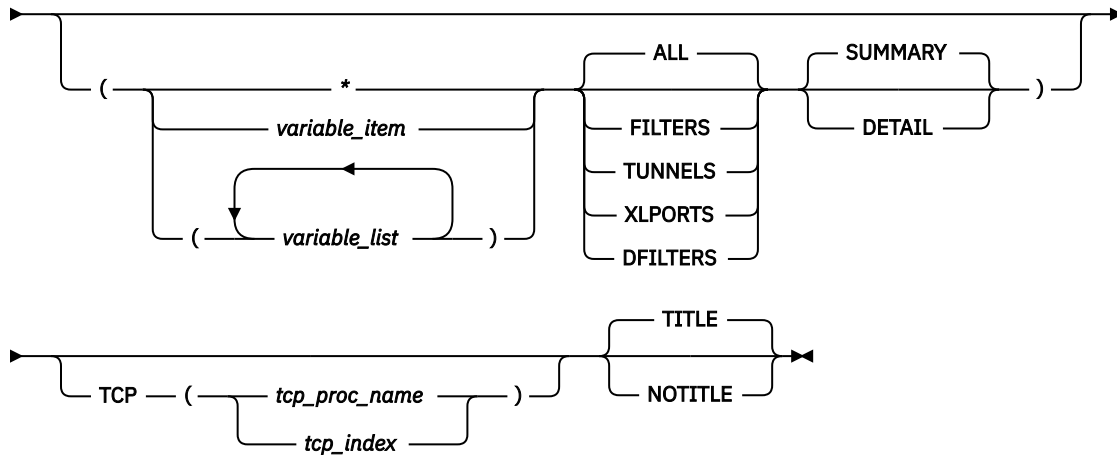 ALL SUMMARY
( * )
variable_item FILTERS DETAIL
TUNNELS
XLPORTS
( variable_list )
DFILTERS
TITLE
TCP ( tcp_proc_name ) NOTITLE
tcp_index